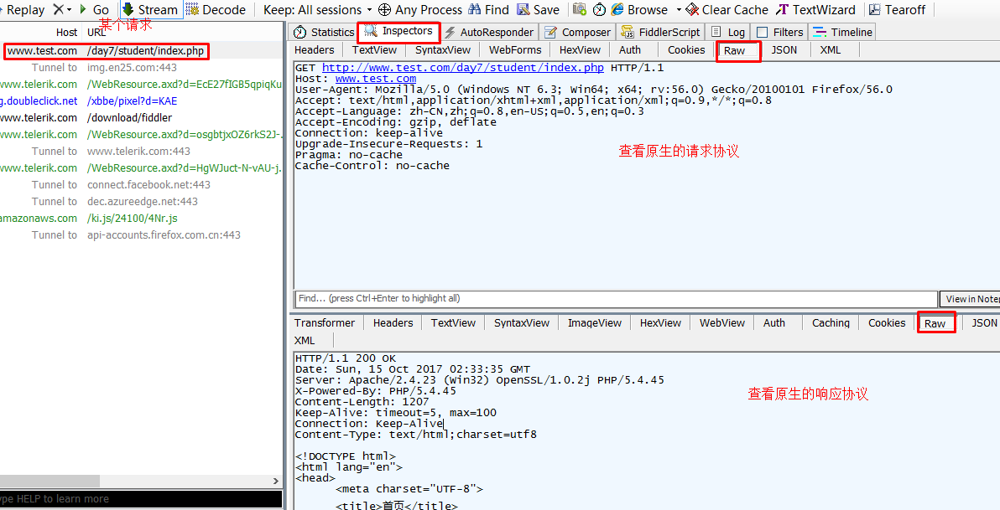 Replay X Go Stream Decode Keep: All sessions Any Process Find Save Browse Clear Cache TextWizard Tearoff
某个请求
Host URL
www.test.com /day7/student/index.php
Tunnel to img.en25.com:443
www.telerik.com /WebResource.axd?d=EcE27fIGB5qpiqKu
g.doubleclick.net /xbbe/pixel?d=KAE
www.telerik.com /download/fiddler
www.telerik.com /WebResource.axd?d=osgbtjxOZ6rkS2J-.
Tunnel to www.telerik.com:443
www.telerik.com /WebResource.axd?d=HgWJuct-N-vAU-j.
Tunnel to connect.facebook.net:443
Tunnel to dec.azureedge.net:443
amazonaws.com /ki.js/24100/4Nr.js
Tunnel to api-accounts.firefox.com.cn:443
ype HELP to learn more
Statistics Inspectors AutoResponder Composer FiddlerScript Log Filters Timeline
Headers TextView SyntaxView WebForms HexView Auth Cookies Raw JSON XML
GET http://www.test.com/day7/student/index.php HTTP/1.1
Host: www.test.com
User-Agent: Mozilla/5.0 (Windows NT 6.3; Win64; x64; rv:56.0) Gecko/20100101 Firefox/56.0
Accept: text/html,application/xhtml+xml,application/xml;q=0.9,*/*;q=0.8
Accept-Language: zh-CN,zh;q=0.8,en-US;q=0.5,en;q=0.3
Accept-Encoding: gzip, deflate
Connection: keep-alive
Upgrade-Insecure-Requests: 1
Pragma: no-cache
Cache-Control: no-cache
查看原生的请求协议
Find... (press Ctrl+Enter to highlight all) View in Notep
Transformer Headers TextView SyntaxView ImageView HexView WebView Auth Caching Cookies Raw JSON
XML
HTTP/1.1 200 OK
Date: Sun, 15 Oct 2017 02:33:35 GMT
Server: Apache/2.4.23 (Win32) OpenSSL/1.0.2j PHP/5.4.45
X-Powered-By: PHP/5.4.45
Content-Length: 1207
Keep-Alive: timeout=5, max=100
Connection: Keep-Alive
Content-Type: text/html;charset=utf8
查看原生的响应协议
<!DOCTYPE html>
<html lang="en">
<head>
<meta charset="UTF-8">
<title>首页</title>